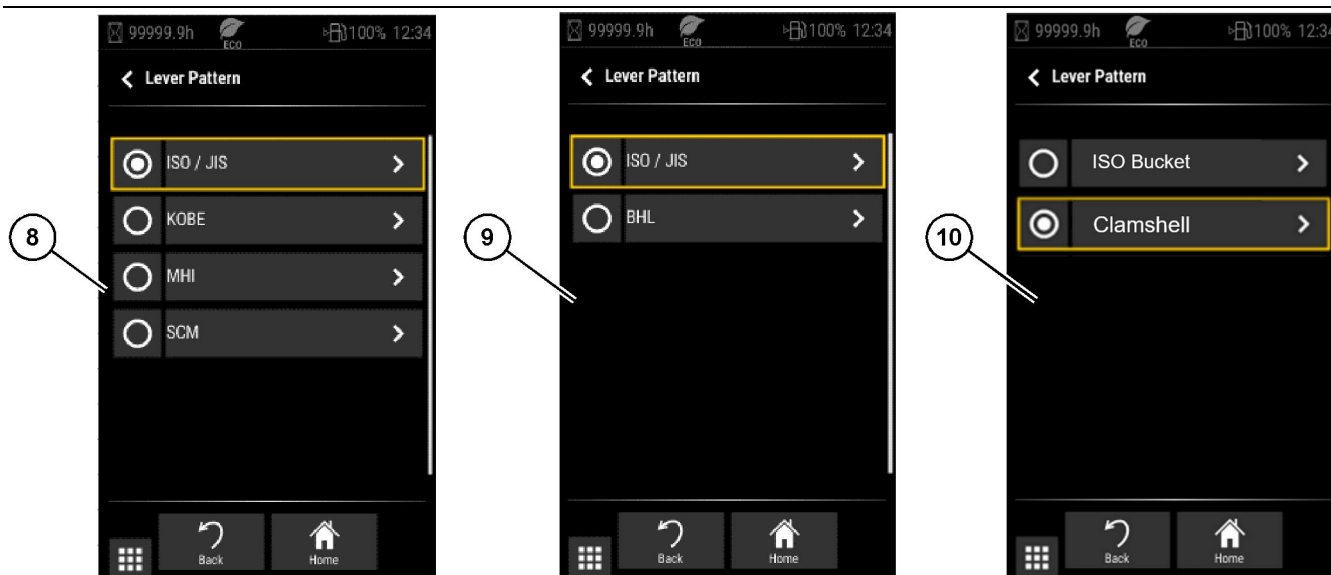 99999.9h ECO 100% 12:34
Lever Pattern
ISO / JIS
KOBE
MHI
SCM
8
Back Home
99999.9h ECO 100% 12:34
Lever Pattern
ISO / JIS
BHL
9
Back Home
99999.9h ECO 100% 12:34
Lever Pattern
ISO Bucket
Clamshell
10
Back Home